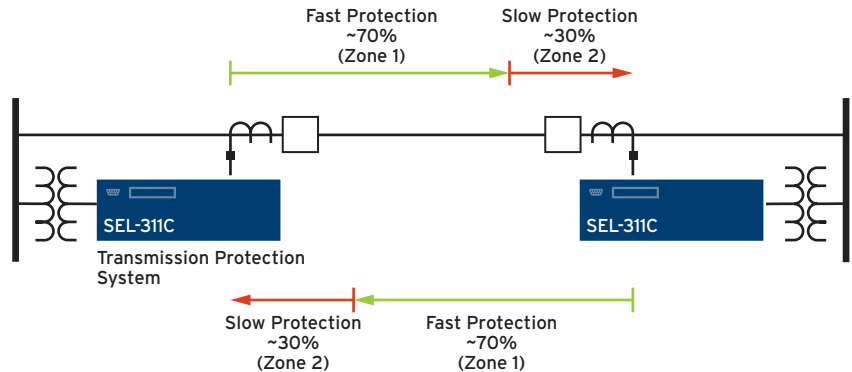 Fast Protection
~70%
(Zone 1)
Slow Protection
~30%
(Zone 2)
SEL-311C
SEL-311C
Transmission Protection
System
Slow Protection
~30%
(Zone 2)
Fast Protection
~70%
(Zone 1)